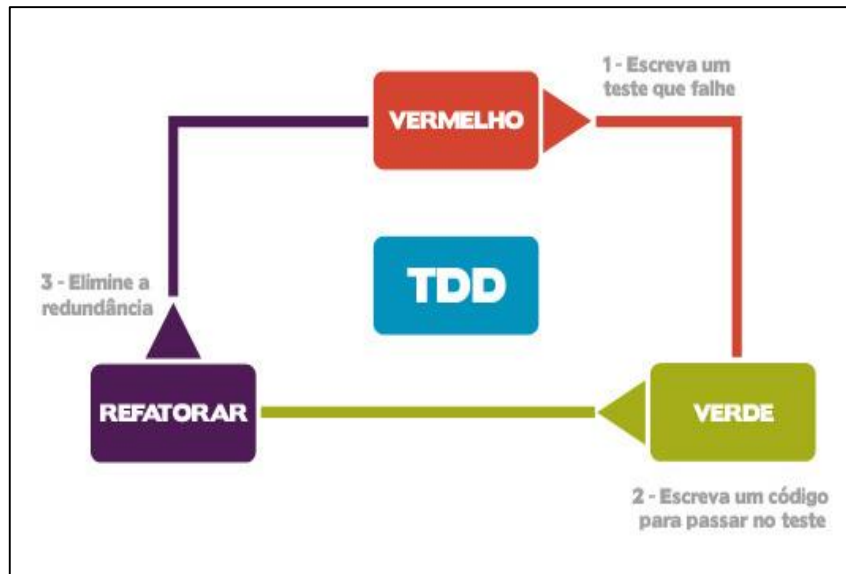 1 - Escreva um
teste que falhe
VERMELHO
TDD
3 - Elimine a
redundância
REFATORAR
VERDE
2 - Escreva um código
para passar no teste